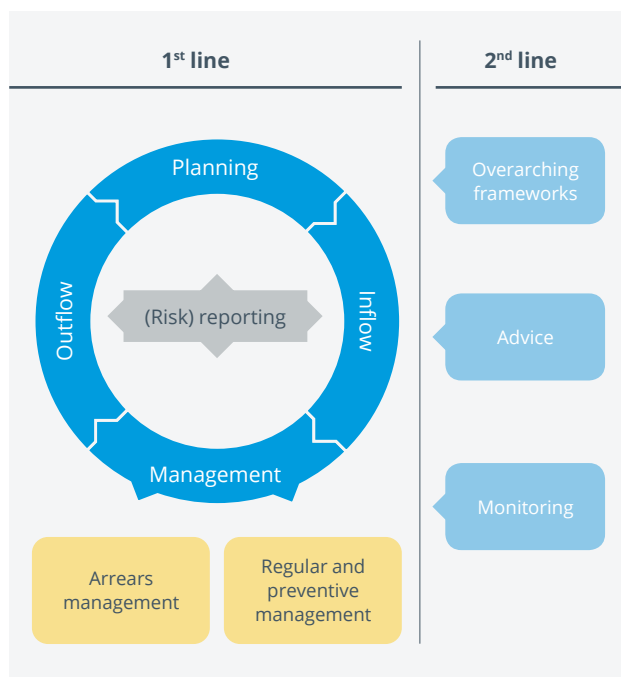 1st line
2nd line
Planning
Outflow
(Risk) reporting
Inflow
Management
Arrears
management
Regular and
preventive
management
Overarching
frameworks
Advice
Monitoring